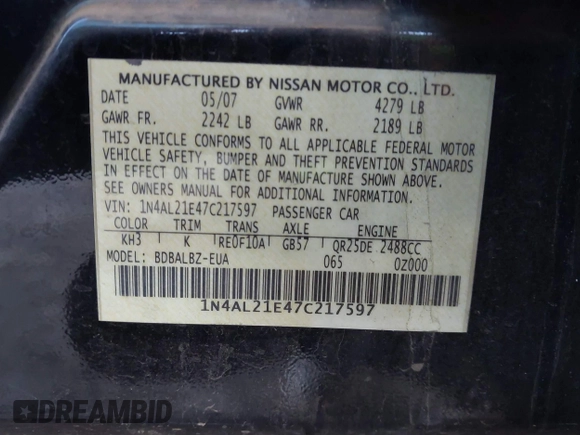 MANUFACTURED BY NISSAN MOTOR CO., LTD.
DATE 05/07 GVWR 4279 LB
GAWR FR. 2242 LB GAWR RR. 2189 LB
THIS VEHICLE CONFORMS TO ALL APPLICABLE FEDERAL MOTOR
VEHICLE SAFETY, BUMPER AND THEFT PREVENTION STANDARDS
IN EFFECT ON THE DATE OF MANUFACTURE SHOWN ABOVE.
SEE OWNERS MANUAL FOR ADDITIONAL INFORMATION.
VIN: 1N4AL21E47C217597 PASSENGER CAR
COLOR TRIM TRANS AXLE ENGINE
KH3 K RE0F10A GB57 QR25DE 2488CC
MODEL: BDBALBZ-EUA 065 0Z000
1N4AL21E47C217597
DREAMBID